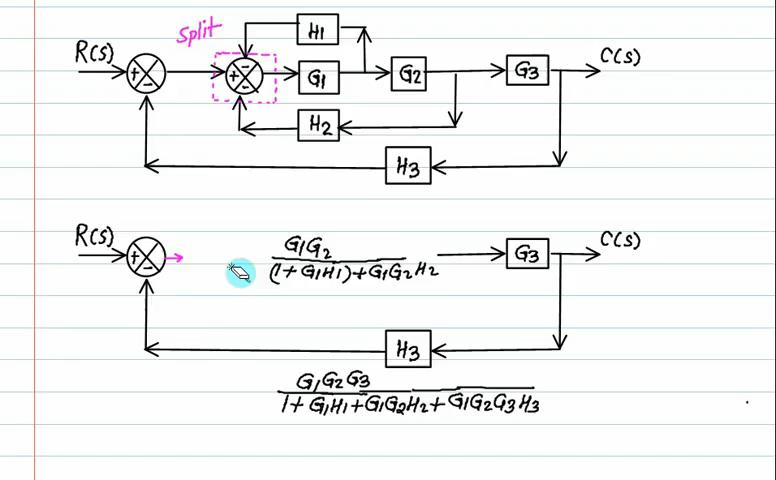 split
H1
R(s) + - + - - G1 G2 G3 C(s)
H2
H3
R(s) + - G1G2 G3 C(s)
(1+G1H1)+G1G2H2
H3
G1G2G3
1+G1H1+G1G2H2+G1G2G3H3